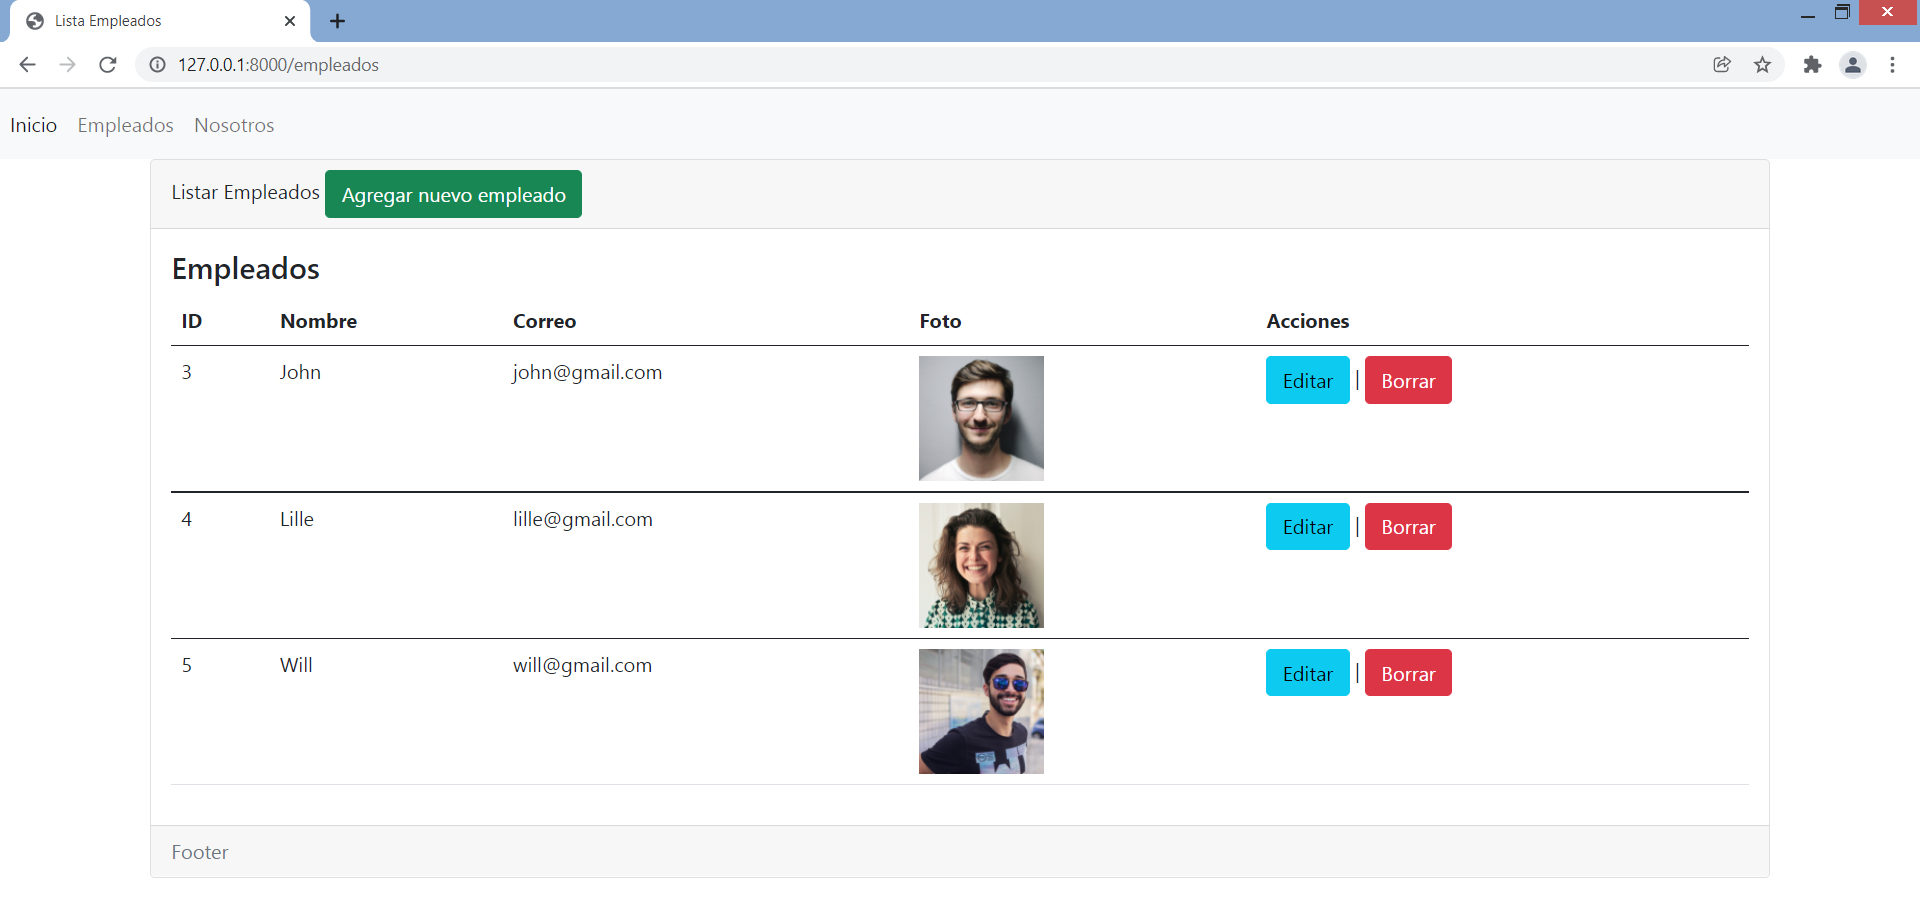 Lista Empleados
127.0.0.1:8000/empleados
Inicio Empleados Nosotros
Listar Empleados Agregar nuevo empleado
Empleados
ID Nombre Correo Foto Acciones
3 John john@gmail.com Editar | Borrar
4 Lille lille@gmail.com Editar | Borrar
5 Will will@gmail.com Editar | Borrar
Footer